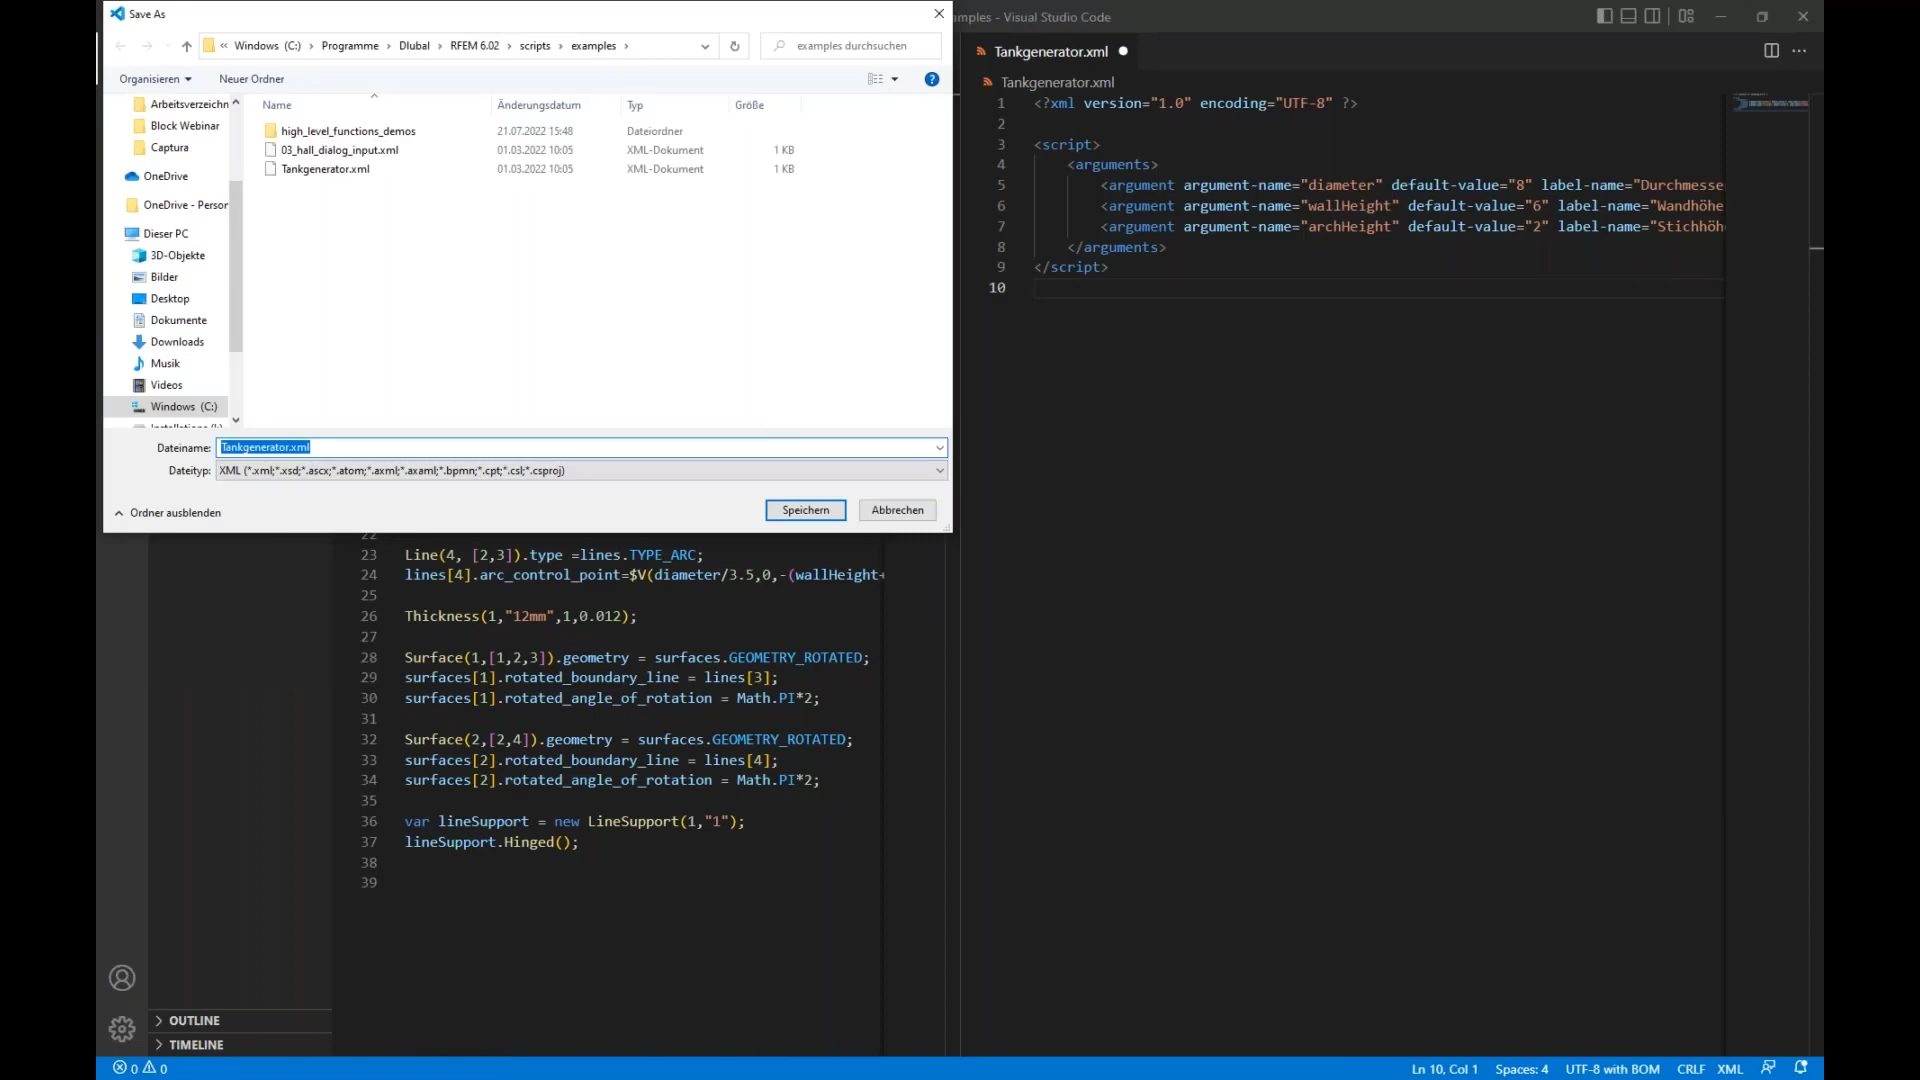 Save As
amples - Visual Studio Code
« Windows (C:) › Programme › Dlubal › RFEM 6.02 › scripts › examples ›
examples durchsuchen
Organisieren
Neuer Ordner
Arbeitsverzeichn
Block Webinar
Captura
OneDrive
OneDrive - Person
Dieser PC
3D-Objekte
Bilder
Desktop
Dokumente
Downloads
Musik
Videos
Windows (C:)
Name Änderungsdatum Typ Größe
high_level_functions_demos 21.07.2022 15:48 Dateiordner
03_hall_dialog_input.xml 01.03.2022 10:05 XML-Dokument 1 KB
Tankgenerator.xml 01.03.2022 10:05 XML-Dokument 1 KB
Dateiname: Tankgenerator.xml
Dateityp: XML (*.xml;*.xsd;*.ascx;*.atom;*.axml;*.axaml;*.bpmn;*.cpt;*.csl;*.csproj)
Ordner ausblenden
Speichern
Abbrechen
Tankgenerator.xml
Tankgenerator.xml
1 <?xml version="1.0" encoding="UTF-8" ?>
2
3 <script>
4 <arguments>
5 <argument argument-name="diameter" default-value="8" label-name="Durchmesse
6 <argument argument-name="wallHeight" default-value="6" label-name="Wandhöhe
7 <argument argument-name="archHeight" default-value="2" label-name="Stichhöh
8 </arguments>
9 </script>
10
22
23 Line(4, [2,3]).type =lines.TYPE_ARC;
24 lines[4].arc_control_point=$V(diameter/3.5,0,-(wallHeight+
25
26 Thickness(1,"12mm",1,0.012);
27
28 Surface(1,[1,2,3]).geometry = surfaces.GEOMETRY_ROTATED;
29 surfaces[1].rotated_boundary_line = lines[3];
30 surfaces[1].rotated_angle_of_rotation = Math.PI*2;
31
32 Surface(2,[2,4]).geometry = surfaces.GEOMETRY_ROTATED;
33 surfaces[2].rotated_boundary_line = lines[4];
34 surfaces[2].rotated_angle_of_rotation = Math.PI*2;
35
36 var lineSupport = new LineSupport(1,"1");
37 lineSupport.Hinged();
38
39
OUTLINE
TIMELINE
0 0
Ln 10, Col 1 Spaces: 4 UTF-8 with BOM CRLF XML